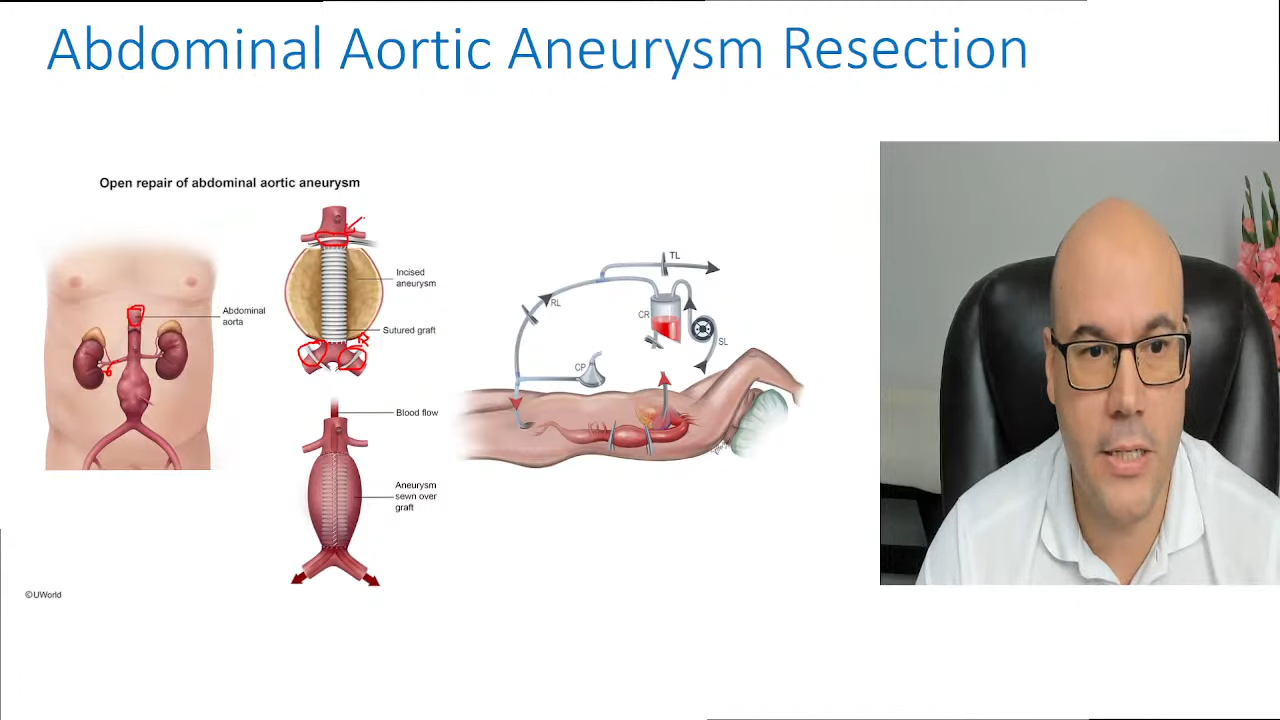 Abdominal Aortic Aneurysm Resection
Open repair of abdominal aortic aneurysm
Abdominal
aorta
Incised
aneurysm
Sutured graft
Blood flow
Aneurysm
sewn over
graft
©UWorld
TL
RL
CR
SL
CP